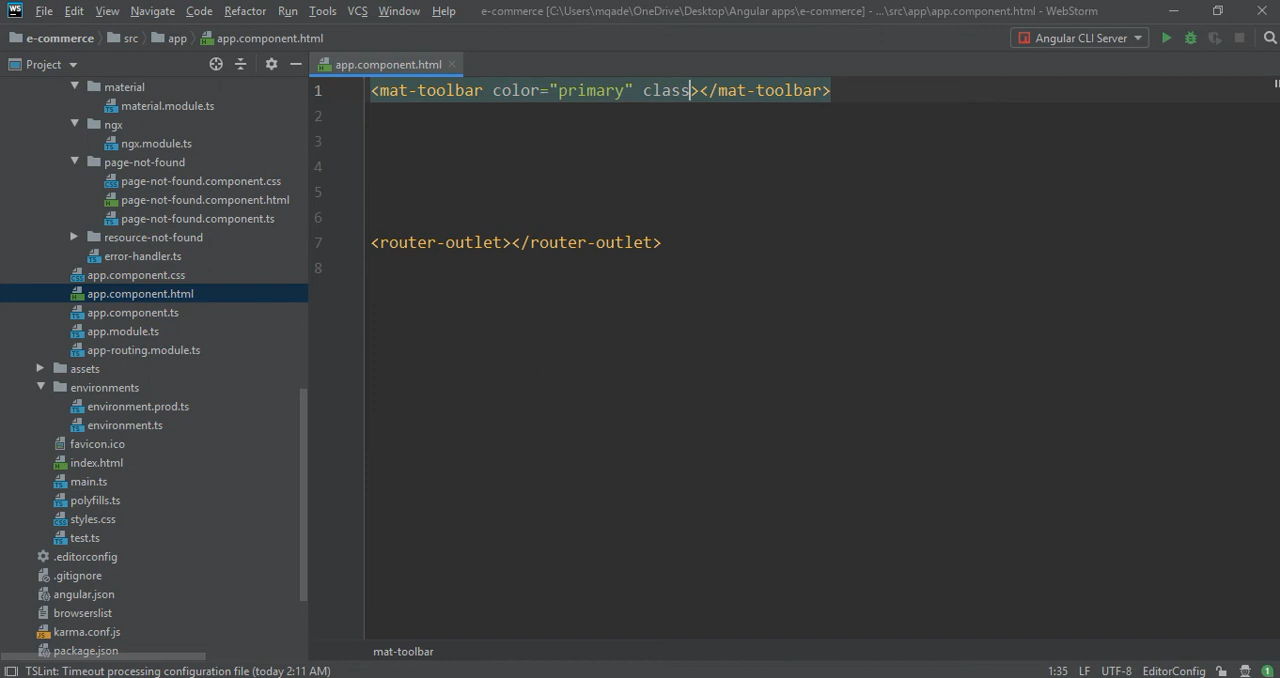 WS File Edit View Navigate Code Refactor Run Tools VCS Window Help e-commerce [C:\Users\mqade\OneDrive\Desktop\Angular apps\e-commerce] - ...\src\app\app.component.html - WebStorm
e-commerce src app app.component.html Angular CLI Server
Project app.component.html
material
material.module.ts
ngx
ngx.module.ts
page-not-found
page-not-found.component.css
page-not-found.component.html
page-not-found.component.ts
resource-not-found
error-handler.ts
app.component.css
app.component.html
app.component.ts
app.module.ts
app-routing.module.ts
assets
environments
environment.prod.ts
environment.ts
favicon.ico
index.html
main.ts
polyfills.ts
styles.css
test.ts
.editorconfig
.gitignore
angular.json
browserslist
karma.conf.js
package.json
1 <mat-toolbar color="primary" class></mat-toolbar>
2
3
4
5
6
7 <router-outlet></router-outlet>
8
mat-toolbar
TSLint: Timeout processing configuration file (today 2:11 AM) 1:35 LF UTF-8 EditorConfig 1